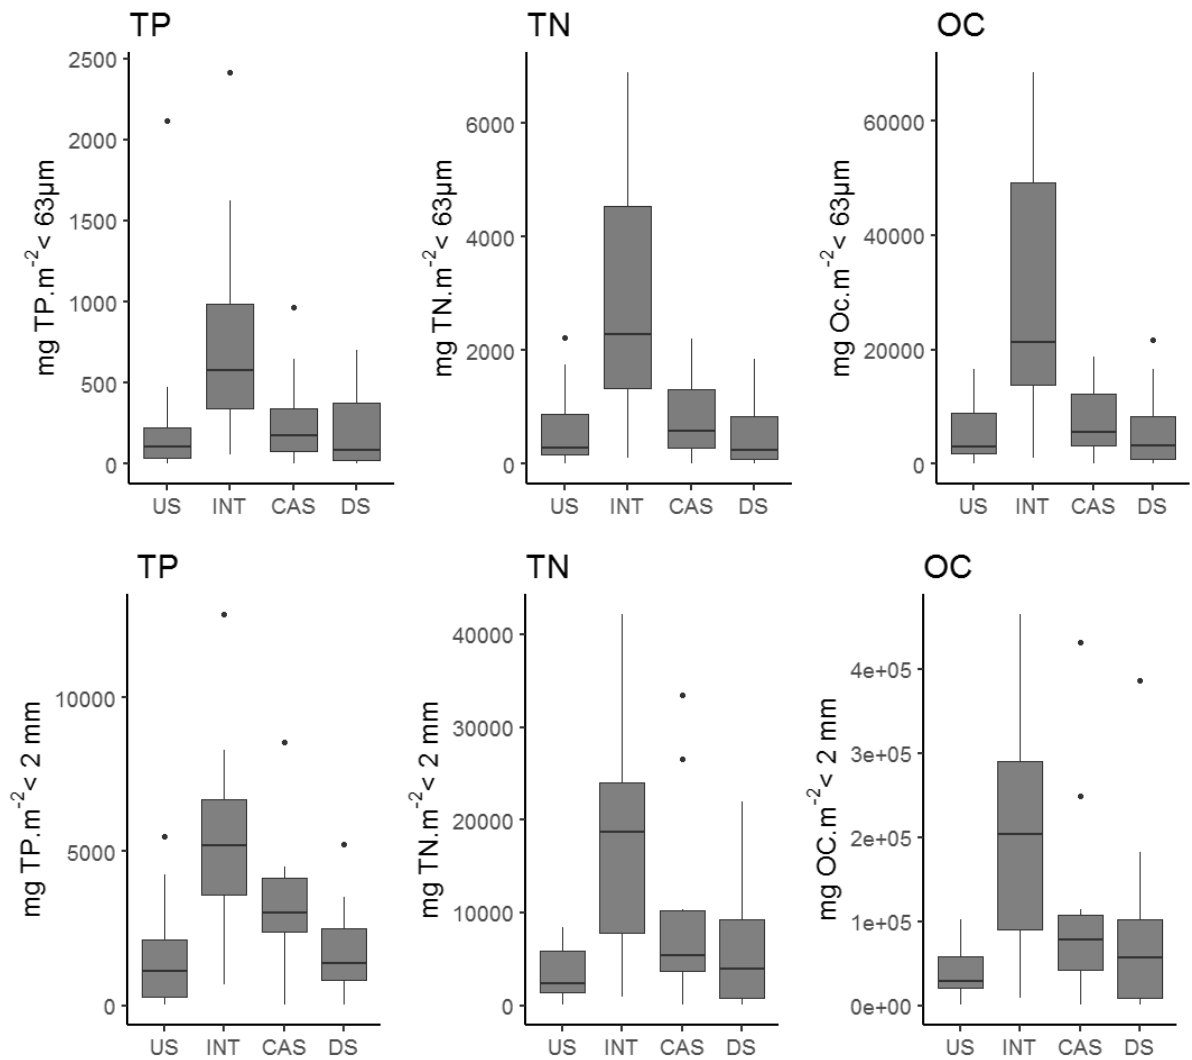 TP
TN
OC
mg TP.m⁻²< 63µm
2500
2000
1500
1000
500
0
US INT CAS DS
mg TN.m⁻²< 63µm
6000
4000
2000
0
US INT CAS DS
mg Oc.m⁻²< 63µm
60000
40000
20000
0
US INT CAS DS
TP
TN
OC
mg TP.m⁻²< 2 mm
10000
5000
0
US INT CAS DS
mg TN.m⁻²< 2 mm
40000
30000
20000
10000
0
US INT CAS DS
mg OC.m⁻²< 2 mm
4e+05
3e+05
2e+05
1e+05
0e+00
US INT CAS DS